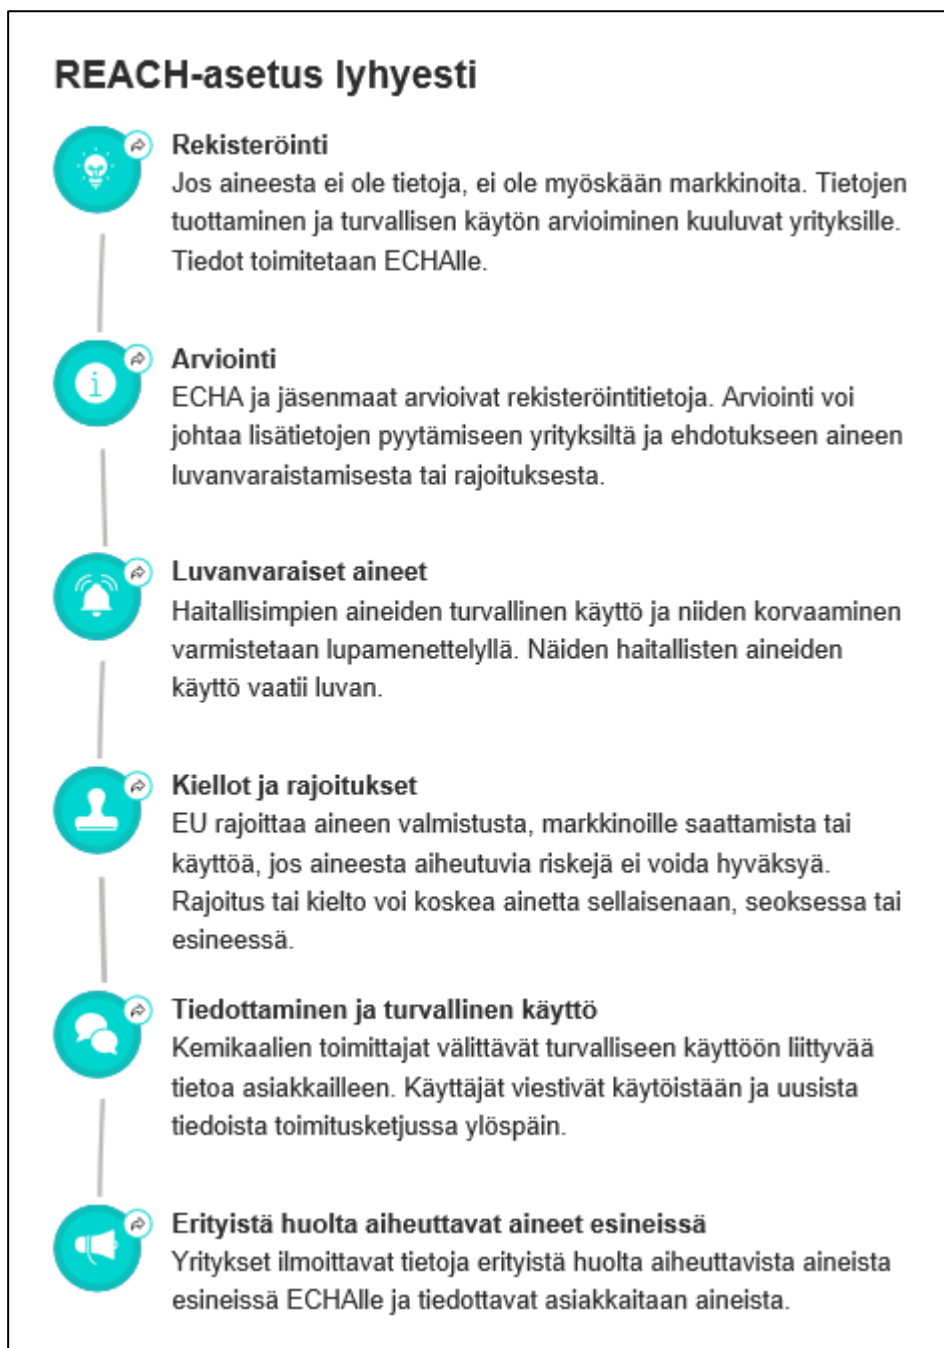 REACH-asetus lyhyesti
Rekisteröinti
Jos aineesta ei ole tietoja, ei ole myöskään markkinoita. Tietojen
tuottaminen ja turvallisen käytön arvioiminen kuuluvat yrityksille.
Tiedot toimitetaan ECHAlle.
i
Arviointi
ECHA ja jäsenmaat arvioivat rekisteröintitietoja. Arviointi voi
johtaa lisätietojen pyytämiseen yrityksiltä ja ehdotukseen aineen
luvanvaraistamisesta tai rajoituksesta.
Luvanvaraiset aineet
Haitallisimpien aineiden turvallinen käyttö ja niiden korvaaminen
varmistetaan lupamenettelyllä. Näiden haitallisten aineiden
käyttö vaatii luvan.
Kiellot ja rajoitukset
EU rajoittaa aineen valmistusta, markkinoille saattamista tai
käyttöä, jos aineesta aiheutuvia riskejä ei voida hyväksyä.
Rajoitus tai kielto voi koskea ainetta sellaisenaan, seoksessa tai
esineessä.
Tiedottaminen ja turvallinen käyttö
Kemikaalien toimittajat välittävät turvalliseen käyttöön liittyvää
tietoa asiakkailleen. Käyttäjät viestivät käytöistään ja uusista
tiedoista toimitusketjussa ylöspäin.
Erityistä huolta aiheuttavat aineet esineissä
Yritykset ilmoittavat tietoja erityistä huolta aiheuttavista aineista
esineissä ECHAlle ja tiedottavat asiakkaitaan aineista.